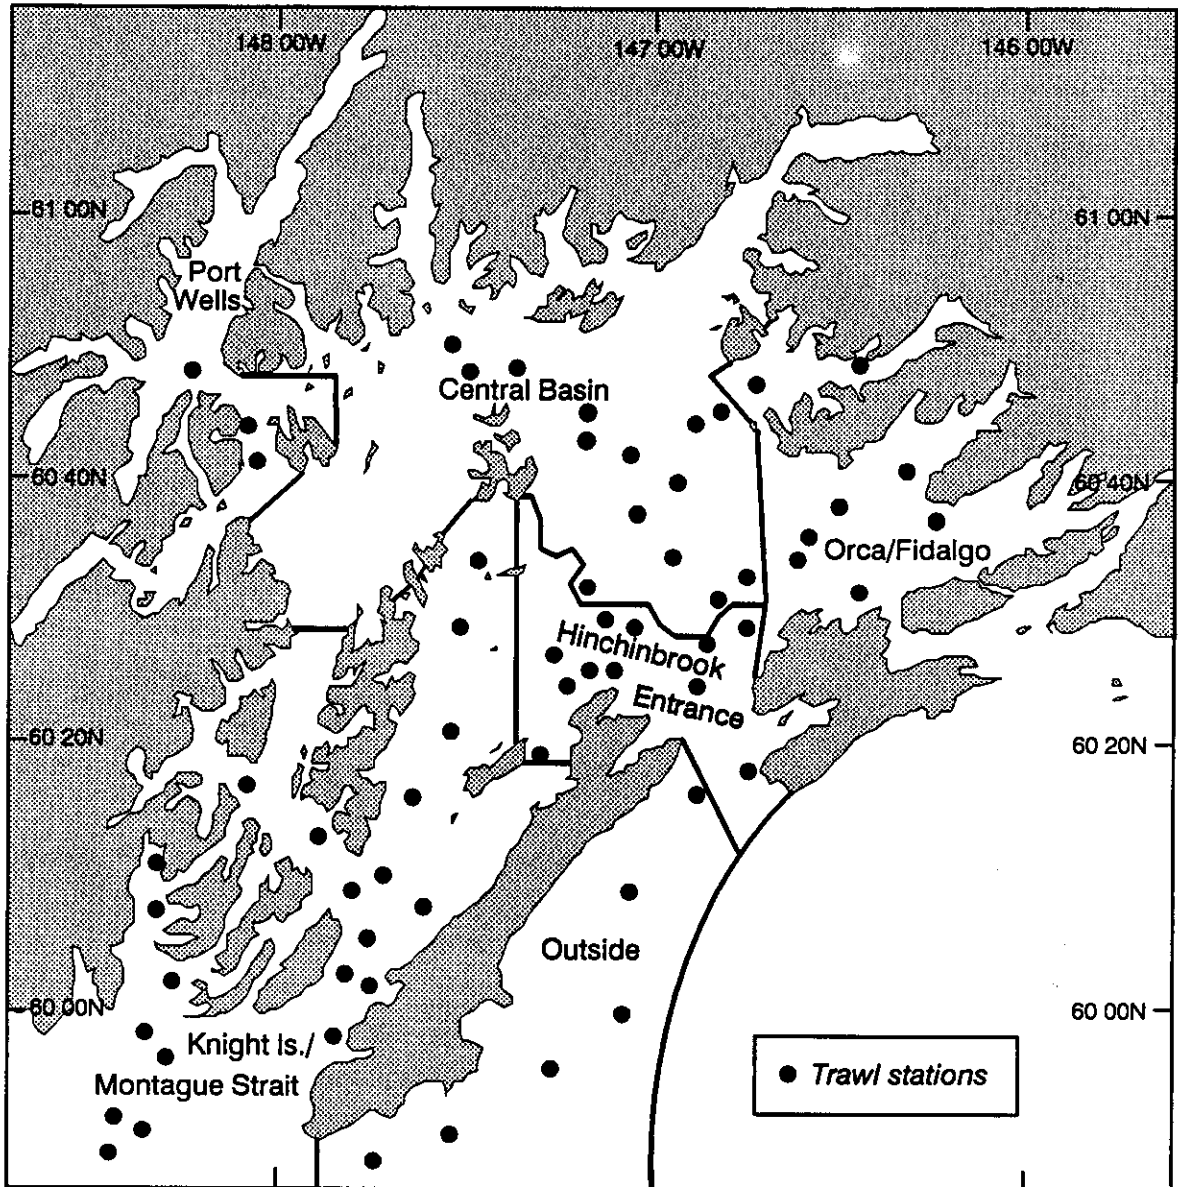 148 00W
147 00W
146 00W
61 00N
61 00N
Port
Wells
Central Basin
60 40N
60 40N
Orca/Fidalgo
Hinchinbrook
Entrance
60 20N
60 20N
Outside
60 00N
60 00N
Knight Is./
Montague Strait
Trawl stations